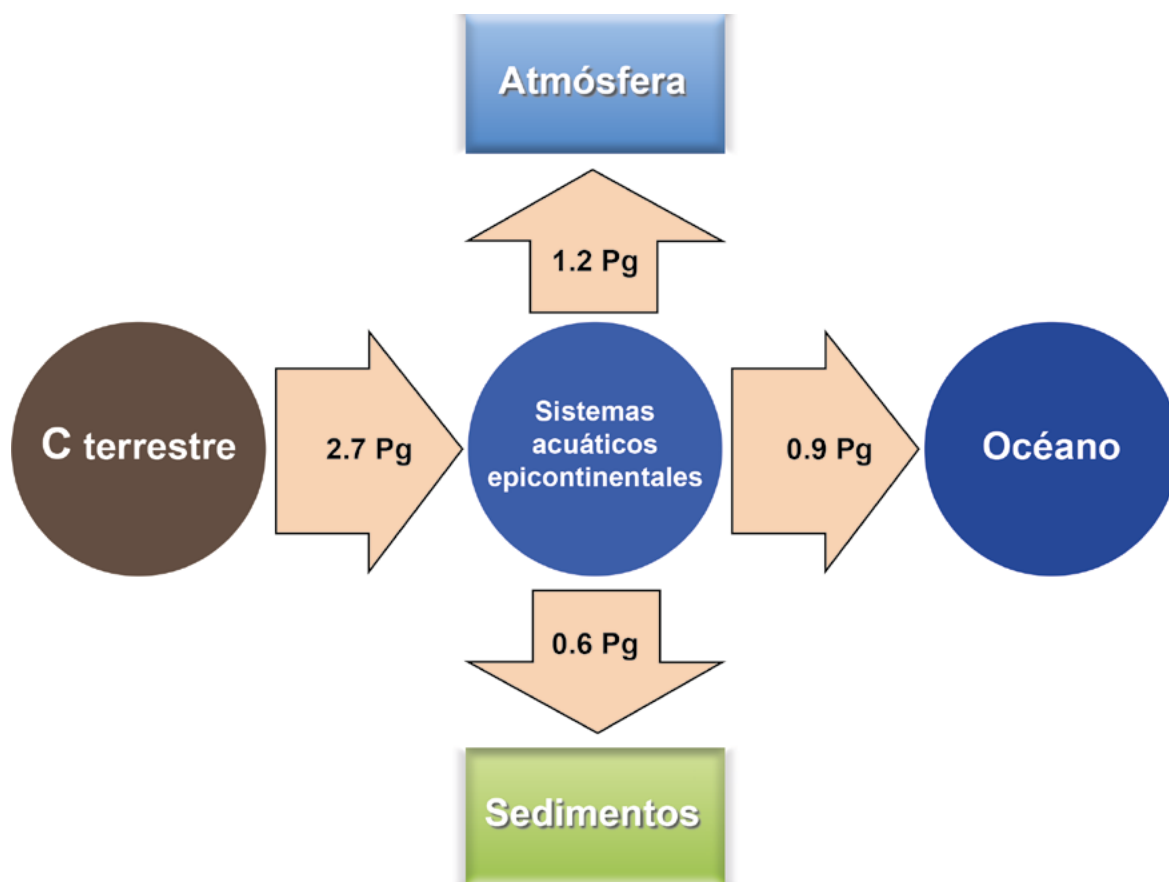 Atmósfera
1.2 Pg
C terrestre
2.7 Pg
Sistemas
acuáticos
epicontinentales
0.9 Pg
Océano
0.6 Pg
Sedimentos